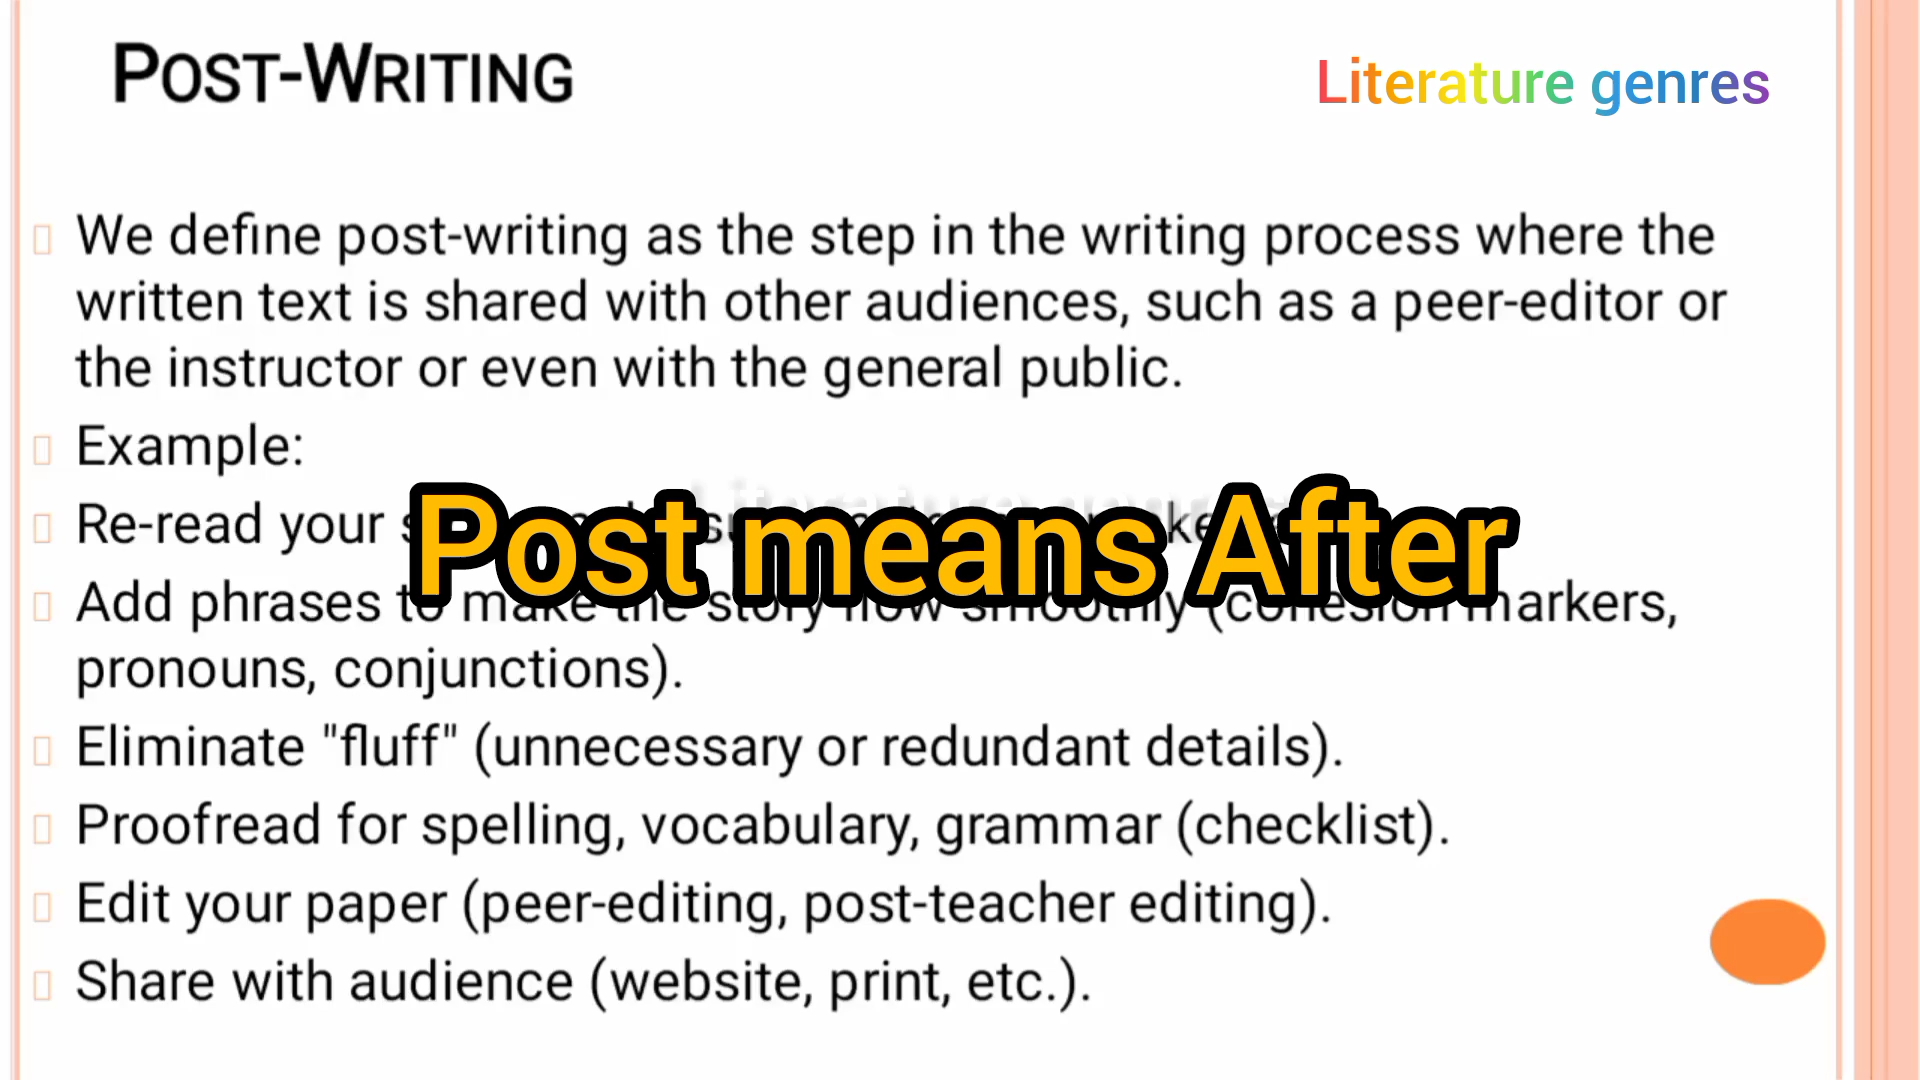 POST-WRITING
Literature genres
We define post-writing as the step in the writing process where the
written text is shared with other audiences, such as a peer-editor or
the instructor or even with the general public.
Example:
Re-read your
Post means After
Add phrases to make the story flow smoothly (cohesion markers,
pronouns, conjunctions).
Eliminate "fluff" (unnecessary or redundant details).
Proofread for spelling, vocabulary, grammar (checklist).
Edit your paper (peer-editing, post-teacher editing).
Share with audience (website, print, etc.).